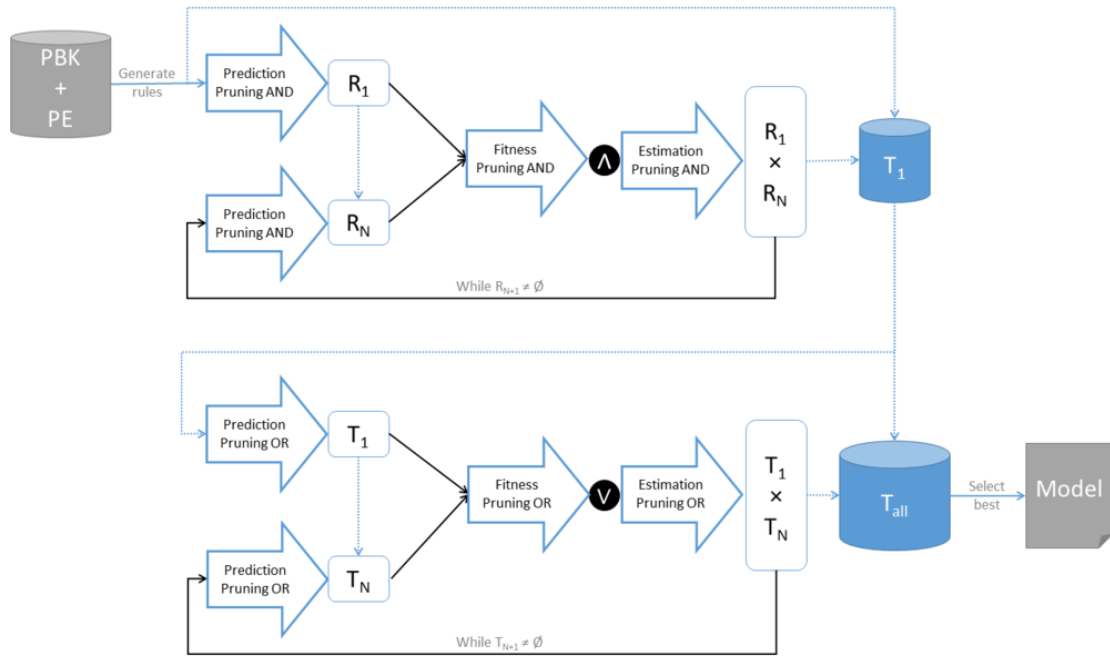 PBK
+
PE
Generate
rules
Prediction
Pruning AND
R1
Prediction
Pruning AND
RN
Fitness
Pruning AND
∧
Estimation
Pruning AND
R1
×
RN
T1
While RN+1 ≠ Ø
Prediction
Pruning OR
T1
Prediction
Pruning OR
TN
Fitness
Pruning OR
∨
Estimation
Pruning OR
T1
×
TN
Tall
Select
best
Model
While TN+1 ≠ Ø